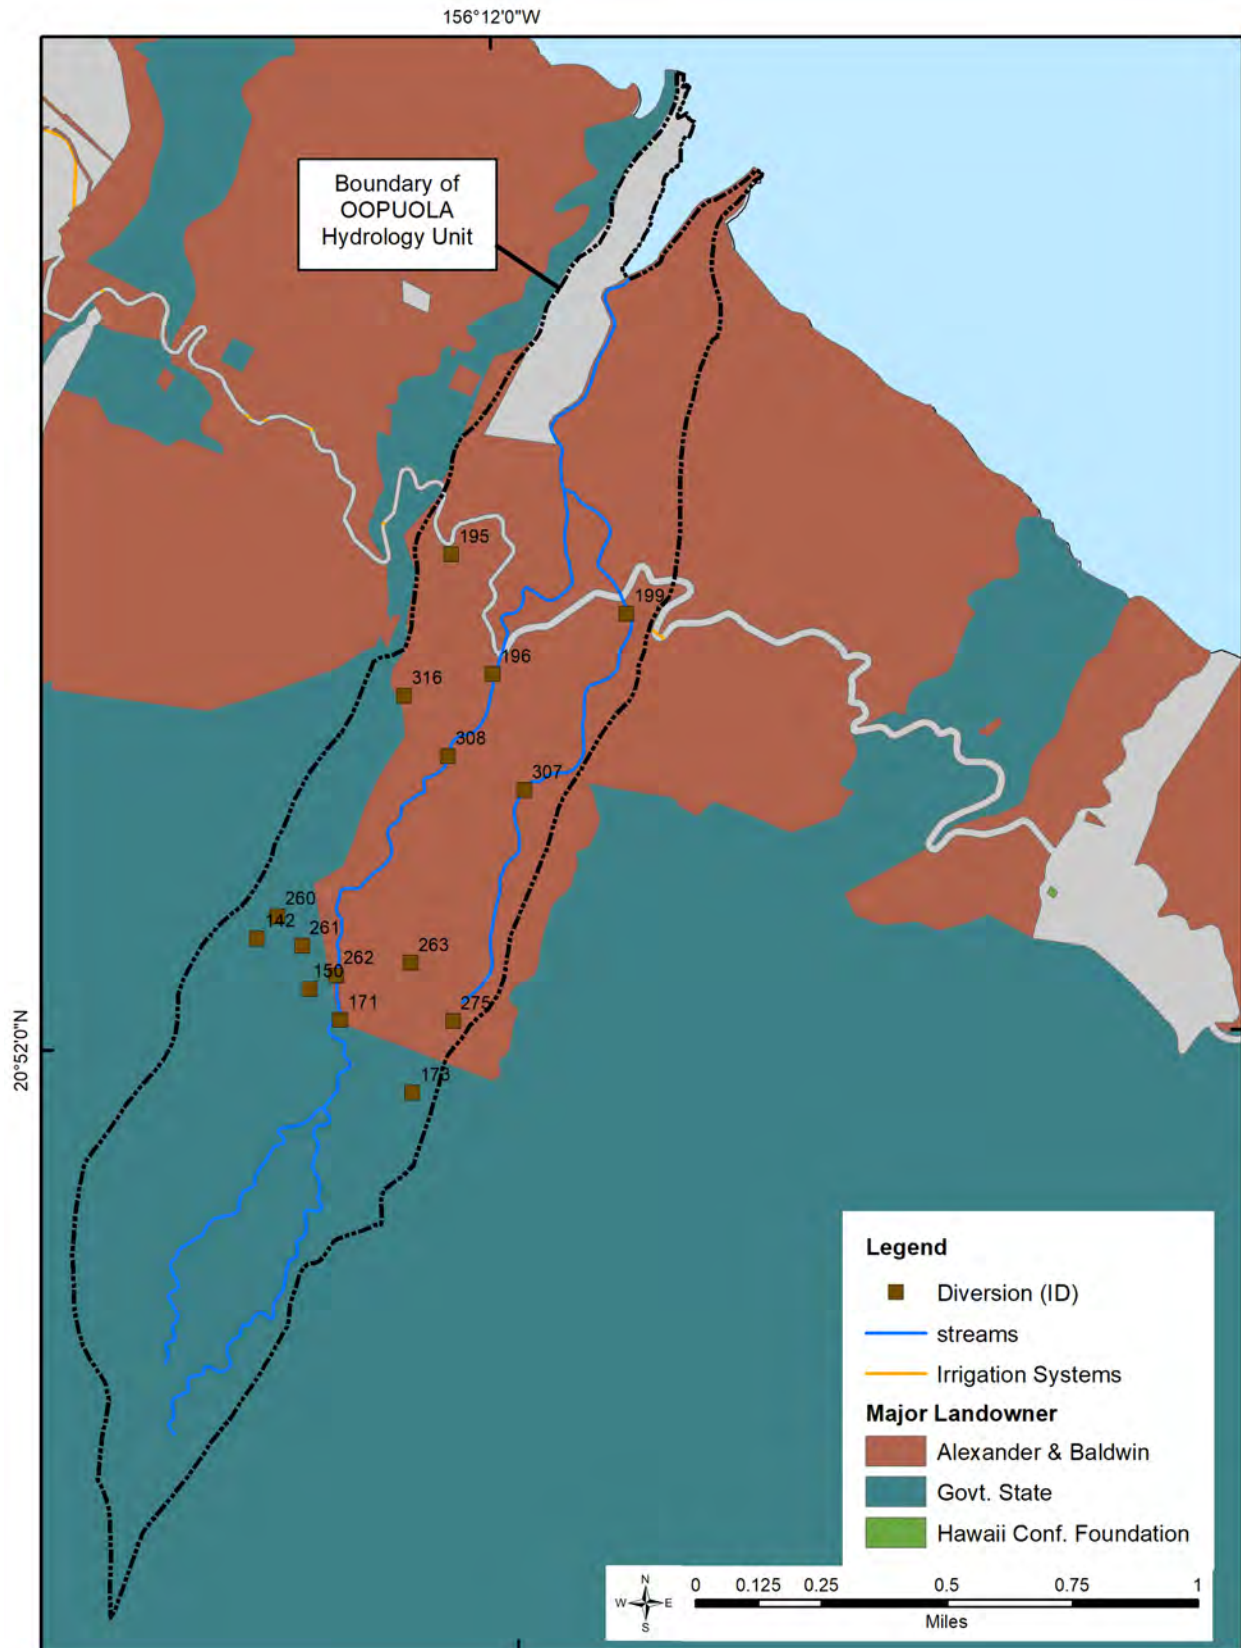 156°12'0"W
Boundary of
OOPUOLA
Hydrology Unit
195
199
196
316
308
307
260
142
261
263
262
150
171
275
173
20°52'0"N
Legend
Diversion (ID)
streams
Irrigation Systems
Major Landowner
Alexander & Baldwin
Govt. State
Hawaii Conf. Foundation
N
W E
S
0 0.125 0.25 0.5 0.75 1
Miles